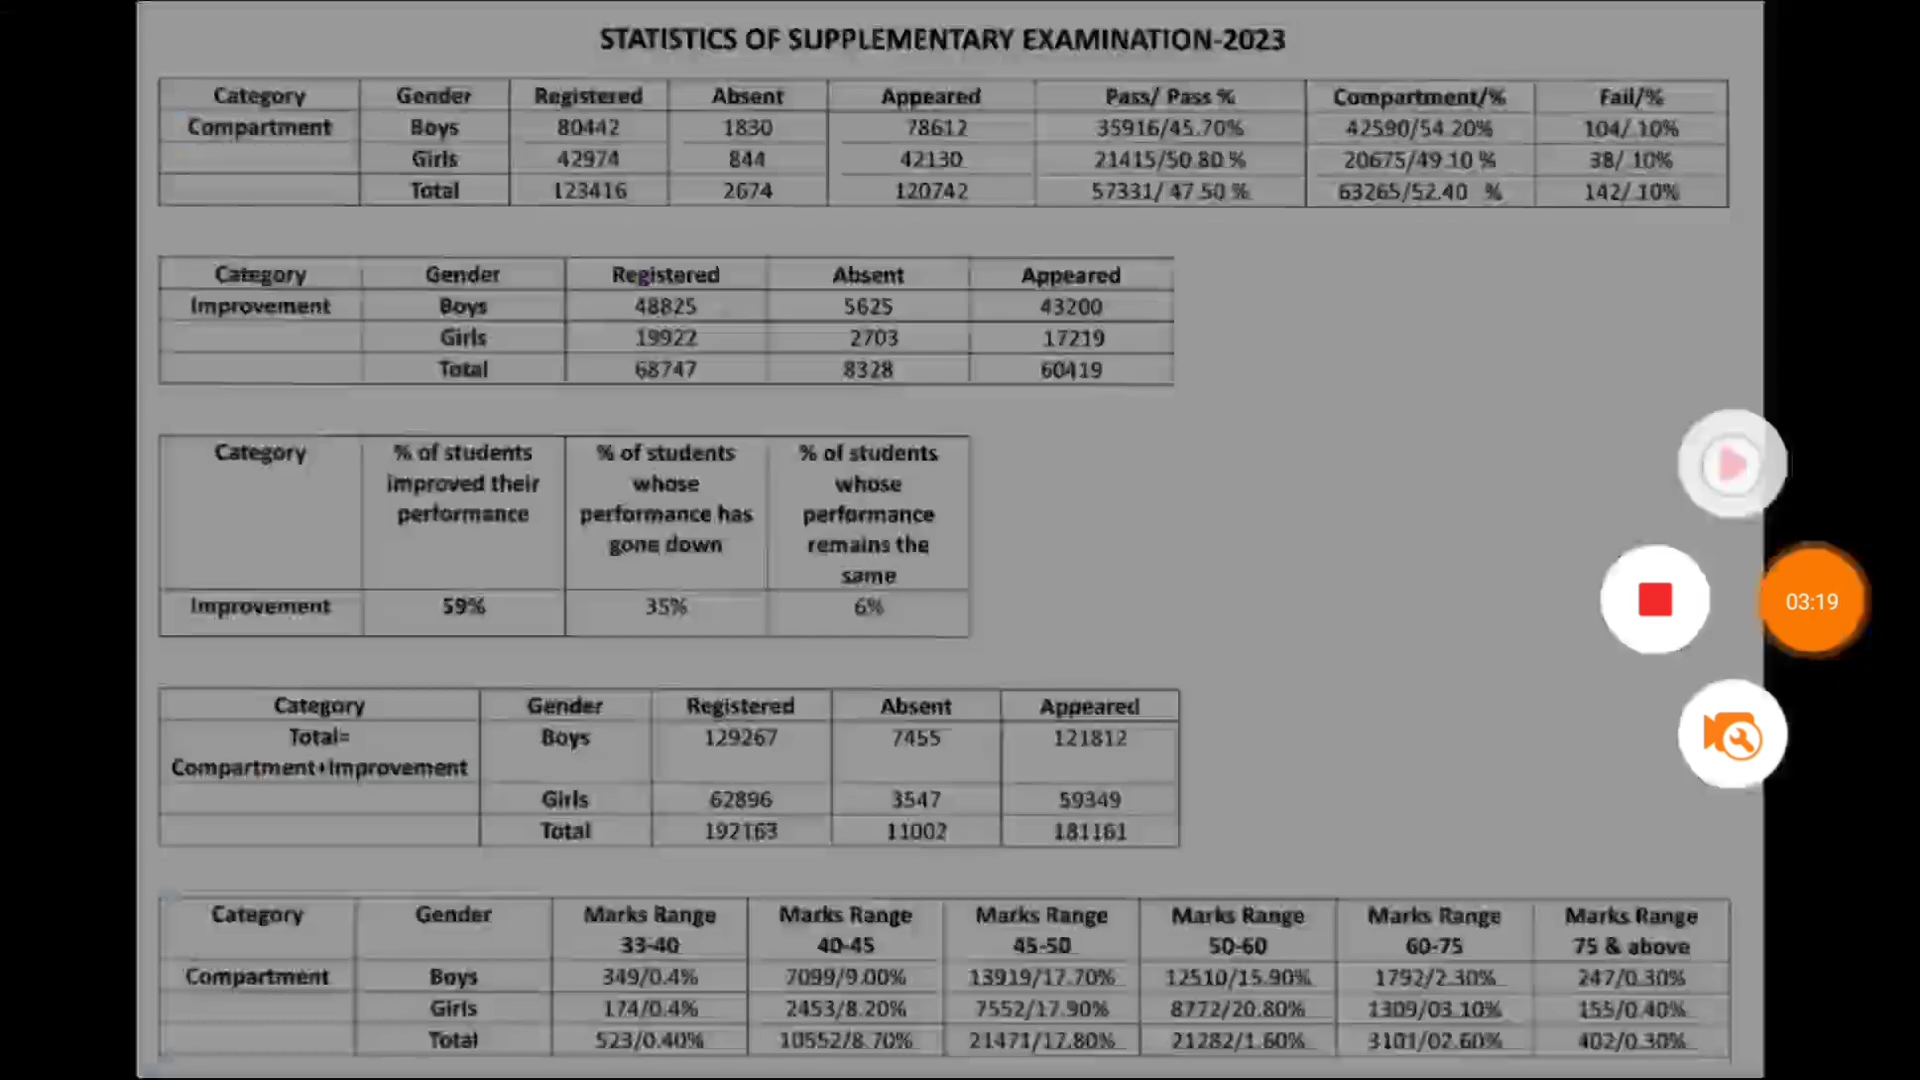 STATISTICS OF SUPPLEMENTARY EXAMINATION-2023
Category Gender Registered Absent Appeared Pass/ Pass % Compartment/% Fail/%
Compartment Boys 80442 1830 78612 35916/45.70% 42590/54.20% 104/.10%
Girls 42974 844 42130 21415/50.80 % 20675/49.10 % 38/.10%
Total 123416 2674 120742 57331/ 47.50 % 63265/52.40 % 142/.10%
Category Gender Registered Absent Appeared
Improvement Boys 48825 5625 43200
Girls 19922 2703 17219
Total 68747 8328 60419
Category % of students % of students % of students
improved their whose whose
performance performance has performance
gone down remains the
same
Improvement 59% 35% 6%
Category Gender Registered Absent Appeared
Total= Boys 129267 7455 121812
Compartment+Improvement
Girls 62896 3547 59349
Total 192163 11002 181161
Category Gender Marks Range Marks Range Marks Range Marks Range Marks Range Marks Range
33-40 40-45 45-50 50-60 60-75 75 & above
Compartment Boys 349/0.4% 7099/9.00% 13919/17.70% 12510/15.90% 1792/2.30% 247/0.30%
Girls 174/0.4% 2453/8.20% 7552/17.90% 8772/20.80% 1309/03.10% 155/0.40%
Total 523/0.40% 10552/8.70% 21471/17.80% 21282/1.60% 3101/02.60% 402/0.30%
03:19